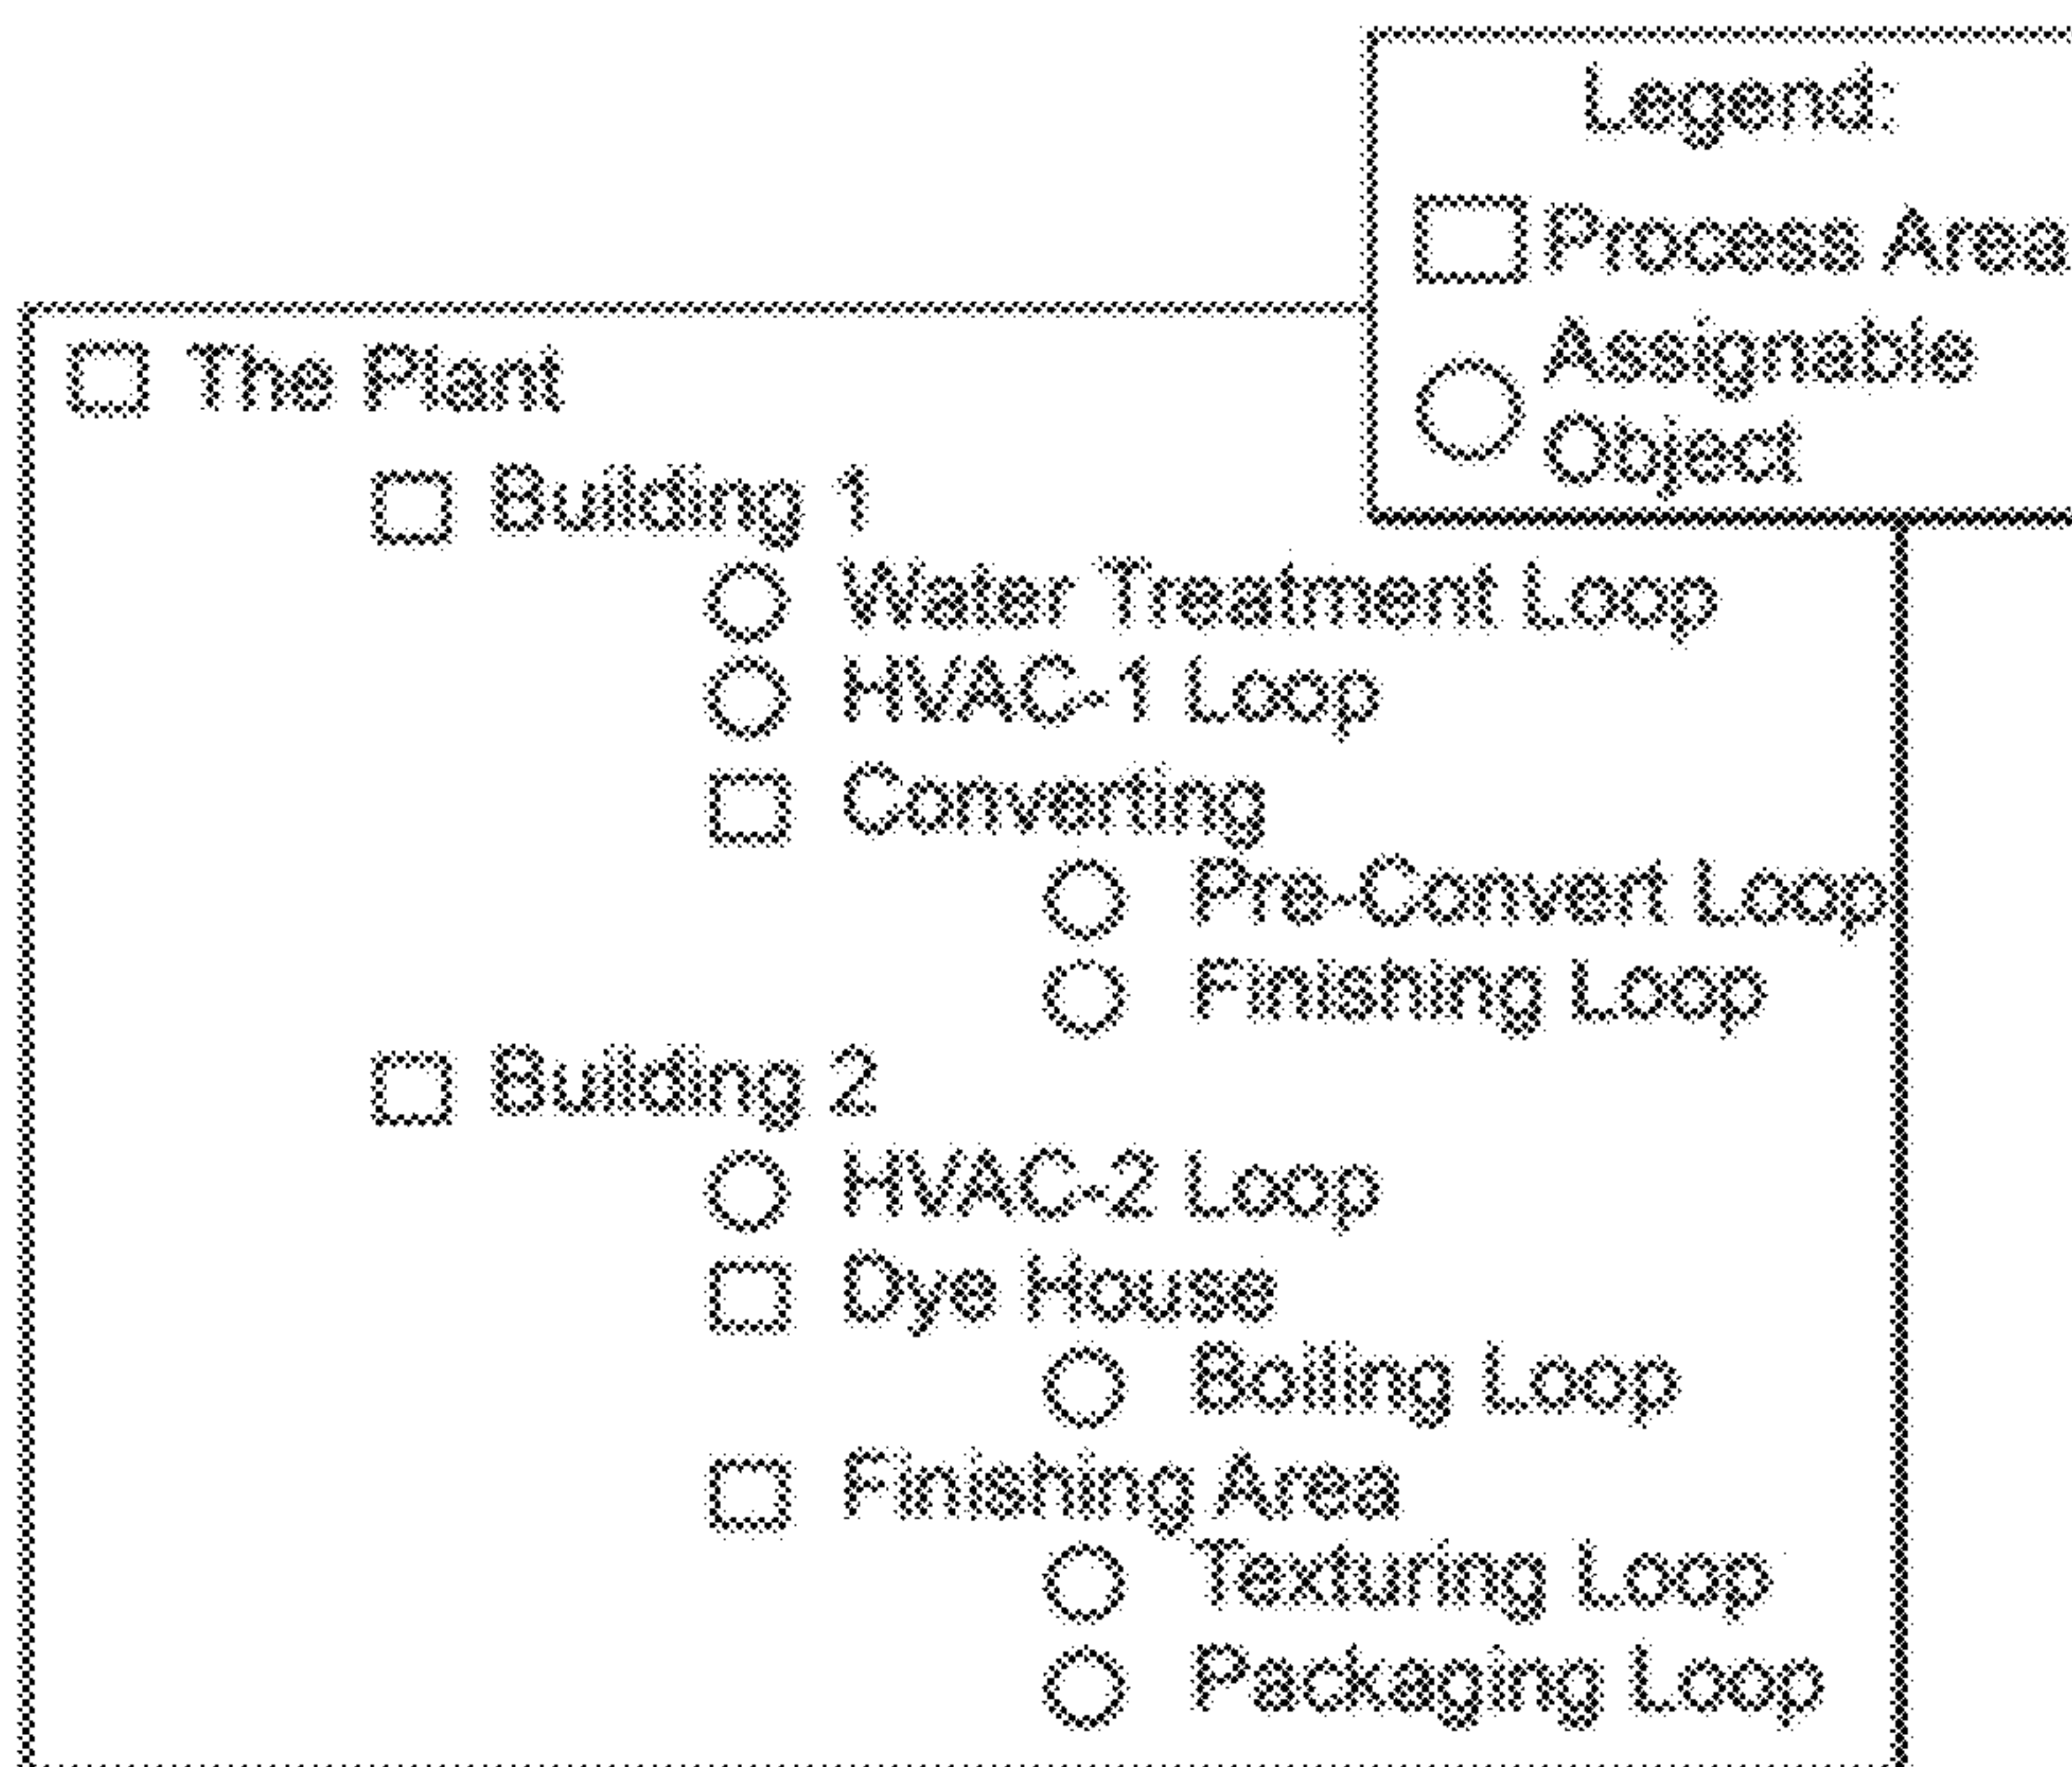 Legend:
Process Area
Assignable
Object
The Plant
Building 1
Water Treatment Loop
HVAC-1 Loop
Converting
Pre-Convert Loop
Finishing Loop
Building 2
HVAC-2 Loop
Dye House
Boiling Loop
Finishing Area
Texturing Loop
Packaging Loop